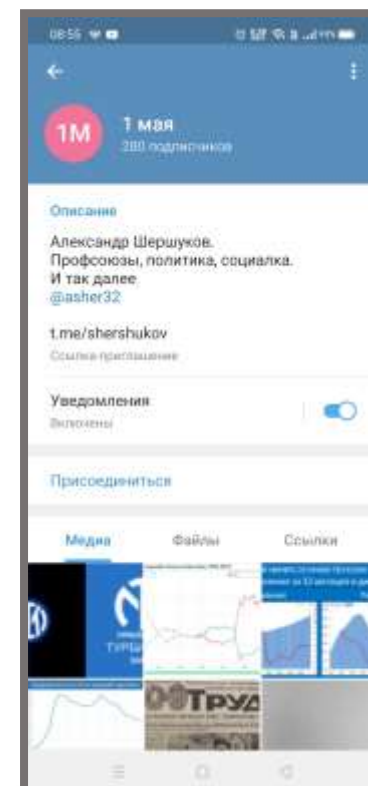 08:55
1М
1 мая
280 подписчиков
Описание
Александр Шершуков.
Профсоюзы, политика, социалка.
И так далее
@asher32
t.me/shershukov
Ссылка-приглашение
Уведомления
Включены
Присоединиться
Медиа
Файлы
Ссылки
ТРУД